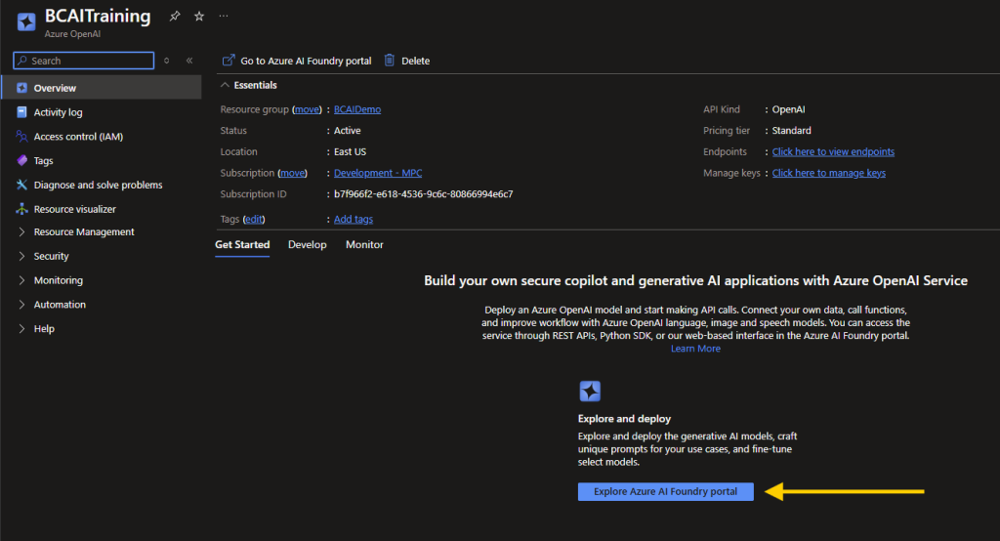 BCAITraining
Azure OpenAI
Search
Go to Azure AI Foundry portal
Delete
Overview
Activity log
Access control (IAM)
Tags
Diagnose and solve problems
Resource visualizer
Resource Management
Security
Monitoring
Automation
Help
Essentials
Resource group (move) : BCAIDemo
Status : Active
Location : East US
Subscription (move) : Development - MPC
Subscription ID : b7f966f2-e618-4536-9c6c-80866994e6c7
Tags (edit) : Add tags
API Kind : OpenAI
Pricing tier : Standard
Endpoints : Click here to view endpoints
Manage keys : Click here to manage keys
Get Started Develop Monitor
Build your own secure copilot and generative AI applications with Azure OpenAI Service
Deploy an Azure OpenAI model and start making API calls. Connect your own data, call functions,
and improve workflow with Azure OpenAI language, image and speech models. You can access the
service through REST APIs, Python SDK, or our web-based interface in the Azure AI Foundry portal.
Learn More
Explore and deploy
Explore and deploy the generative AI models, craft
unique prompts for your use cases, and fine-tune
select models.
Explore Azure AI Foundry portal